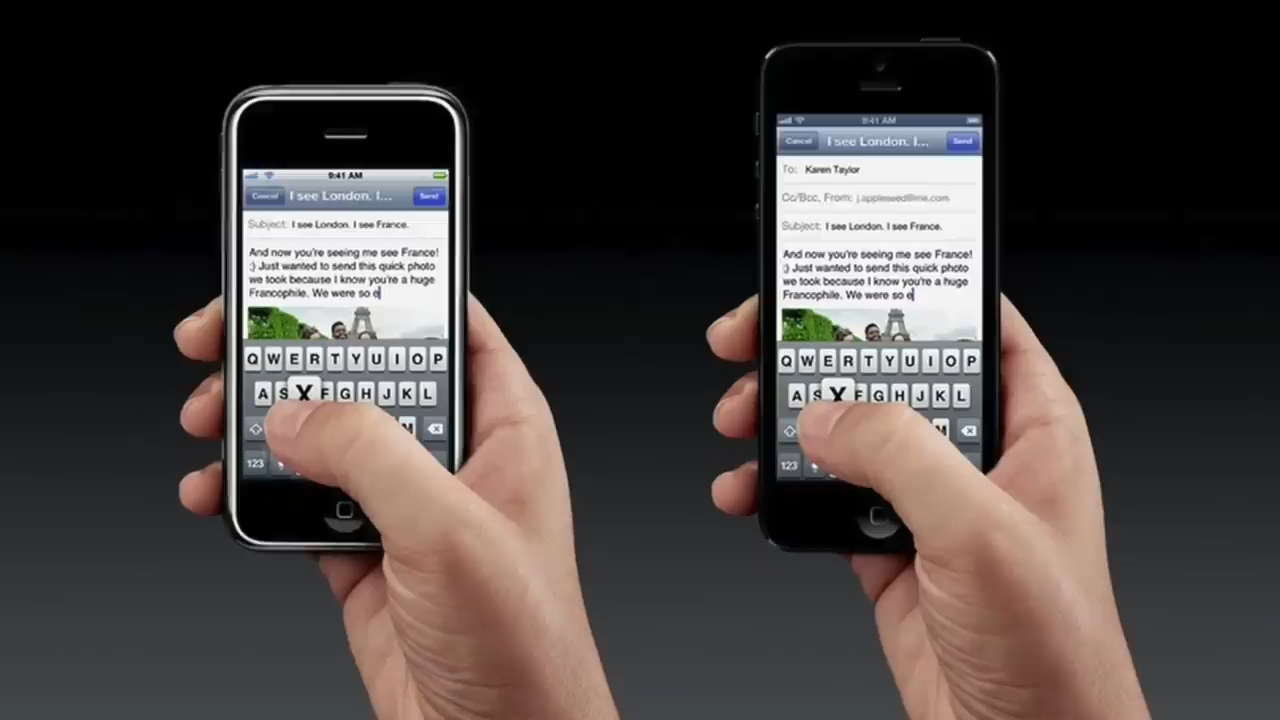 9:41 AM
Cancel I see London. I... Send
Subject: I see London. I see France.
And now you're seeing me see France!
;) Just wanted to send this quick photo
we took because I know you're a huge
Francophile. We were so e
Q W E R T Y U I O P
A S X F G H J K L
M
123
9:41 AM
Cancel I see London. I... Send
To: Karen Taylor
Cc/Bcc, From: j.appleseed@me.com
Subject: I see London. I see France.
And now you're seeing me see France!
;) Just wanted to send this quick photo
we took because I know you're a huge
Francophile. We were so e
Q W E R T Y U I O P
A S X F G H J K L
M
123